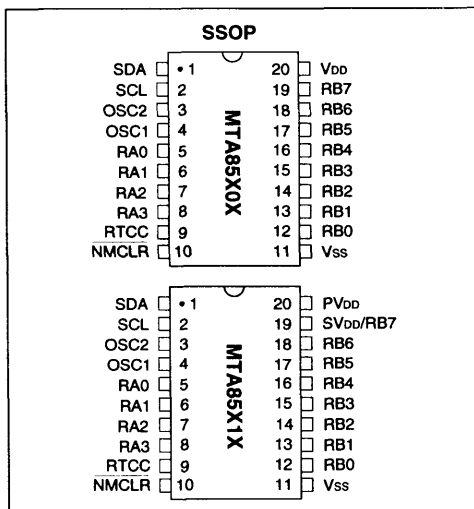 SSOP
SDA • 1 20 VDD
SCL 2 19 RB7
OSC2 3 18 RB6
OSC1 4 17 RB5
RA0 5 16 RB4
RA1 6 15 RB3
RA2 7 14 RB2
RA3 8 13 RB1
RTCC 9 12 RB0
NMCLR 10 11 VSS
MTA85X0X
SDA • 1 20 PVDD
SCL 2 19 SVDD/RB7
OSC2 3 18 RB6
OSC1 4 17 RB5
RA0 5 16 RB4
RA1 6 15 RB3
RA2 7 14 RB2
RA3 8 13 RB1
RTCC 9 12 RB0
NMCLR 10 11 VSS
MTA85X1X